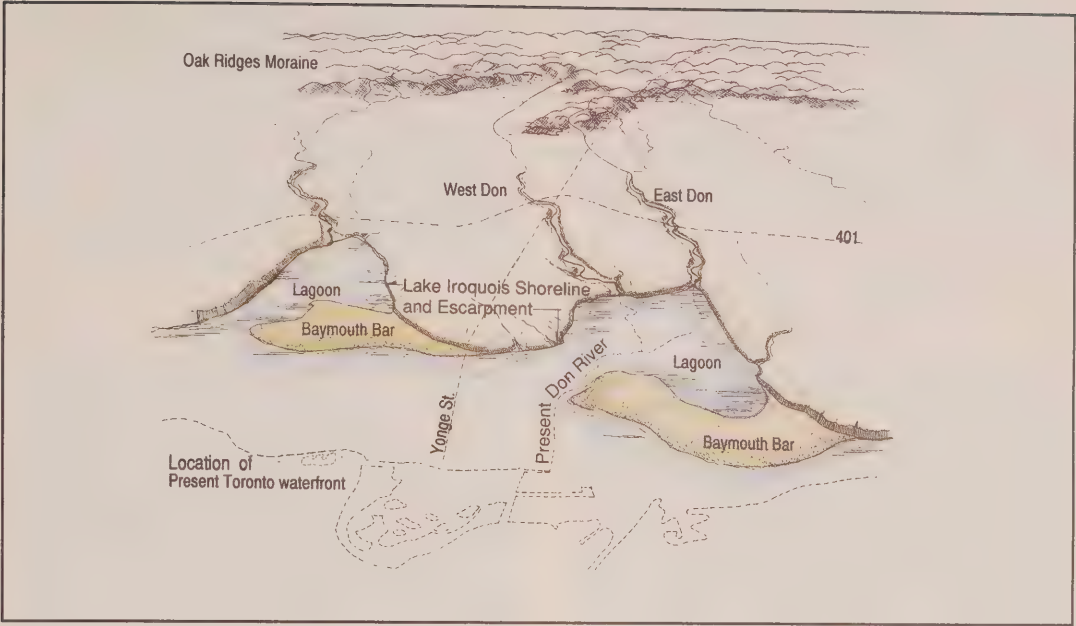 Oak Ridges Moraine
West Don
East Don
401
Lagoon
Lake Iroquois Shoreline
and Escarpment
Baymouth Bar
Lagoon
Present Don River
Yonge St.
Baymouth Bar
Location of
Present Toronto waterfront